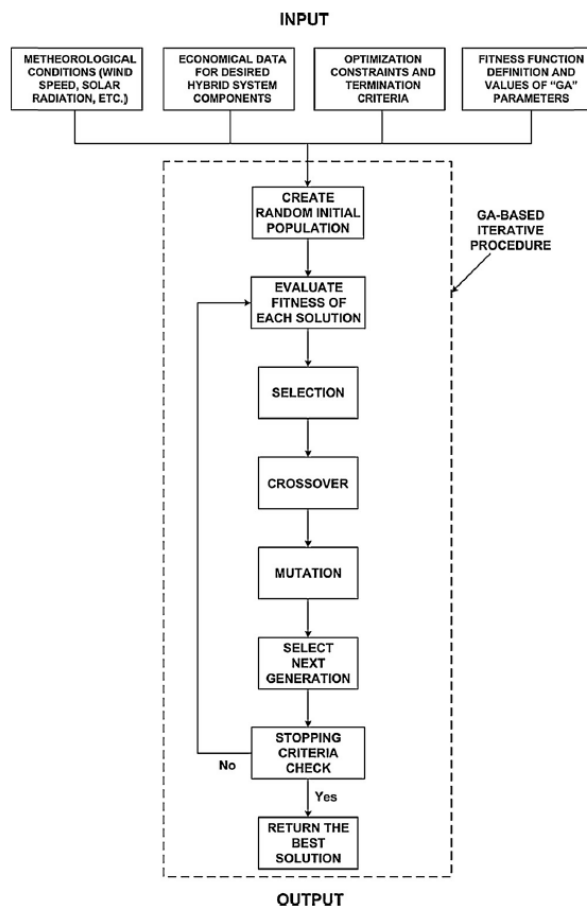 INPUT
METHEOROLOGICAL
CONDITIONS (WIND
SPEED, SOLAR
RADIATION, ETC.)
ECONOMICAL DATA
FOR DESIRED
HYBRID SYSTEM
COMPONENTS
OPTIMIZATION
CONSTRAINTS AND
TERMINATION
CRITERIA
FITNESS FUNCTION
DEFINITION AND
VALUES OF "GA"
PARAMETERS
CREATE
RANDOM INITIAL
POPULATION
GA-BASED
ITERATIVE
PROCEDURE
EVALUATE
FITNESS OF
EACH SOLUTION
SELECTION
CROSSOVER
MUTATION
SELECT
NEXT
GENERATION
STOPPING
CRITERIA
CHECK
No
Yes
RETURN THE
BEST
SOLUTION
OUTPUT